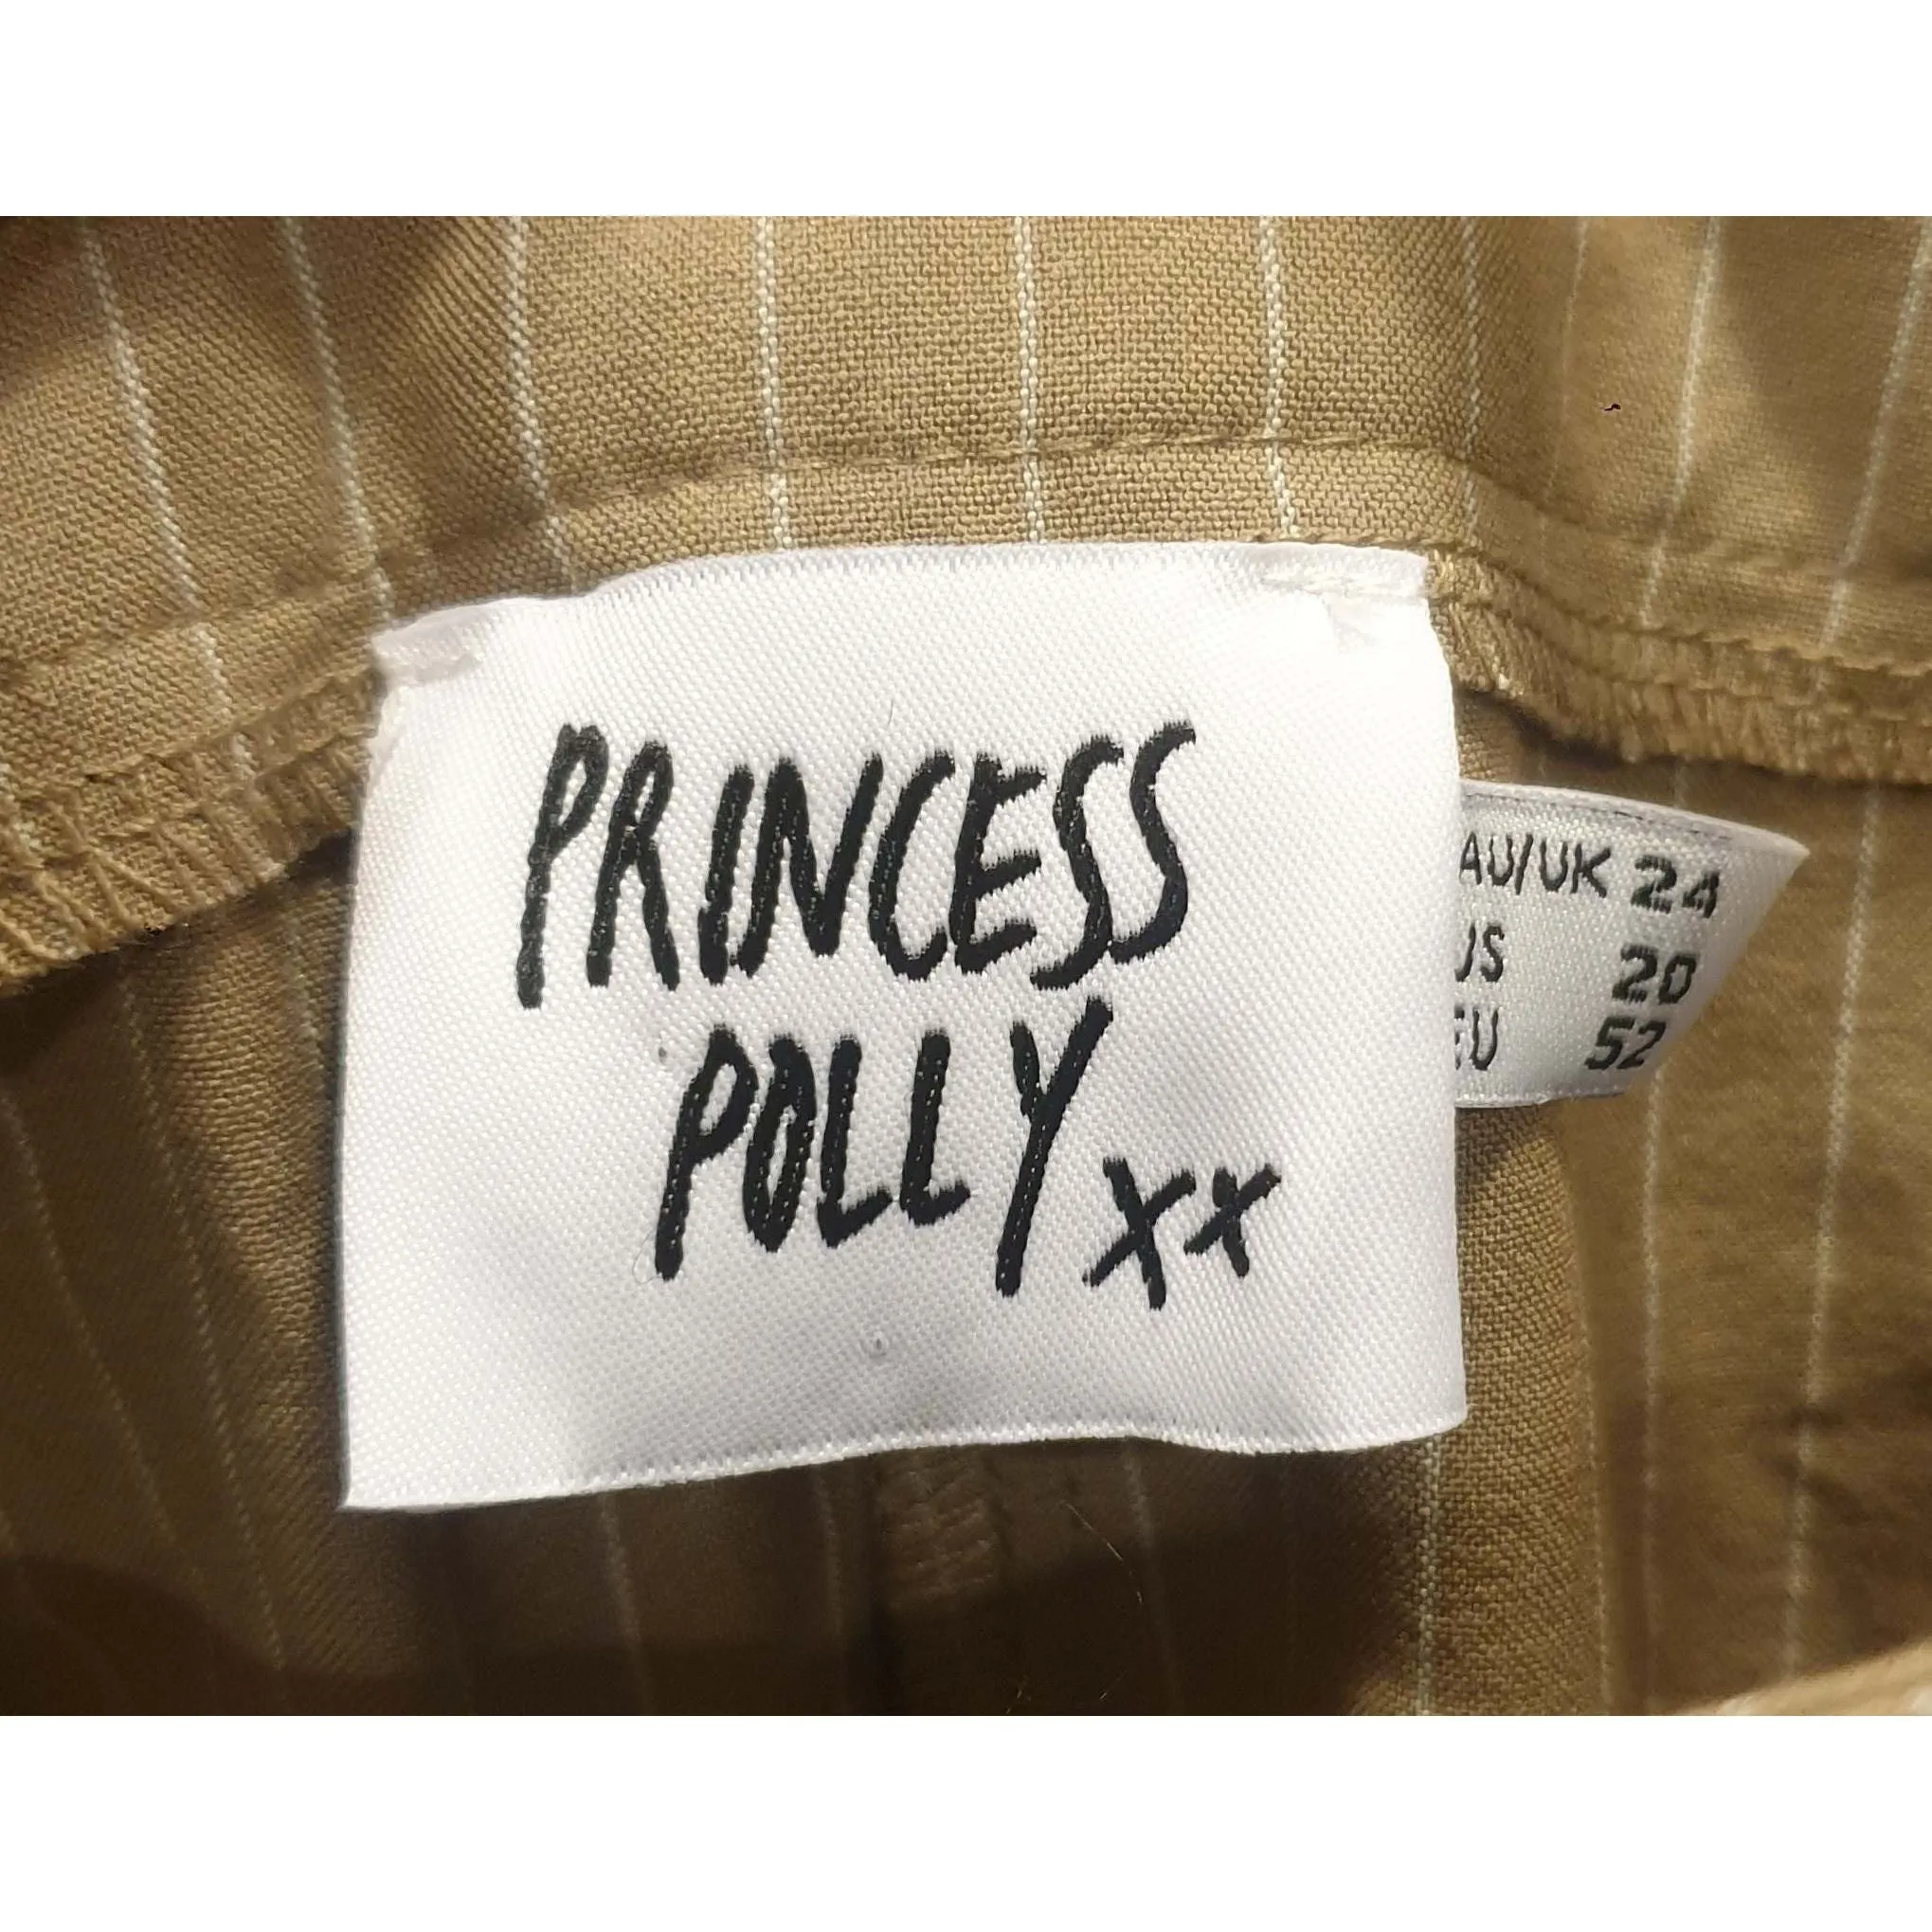 PRINCESS
POLLY xx
AU/UK 24
US 20
EU 52